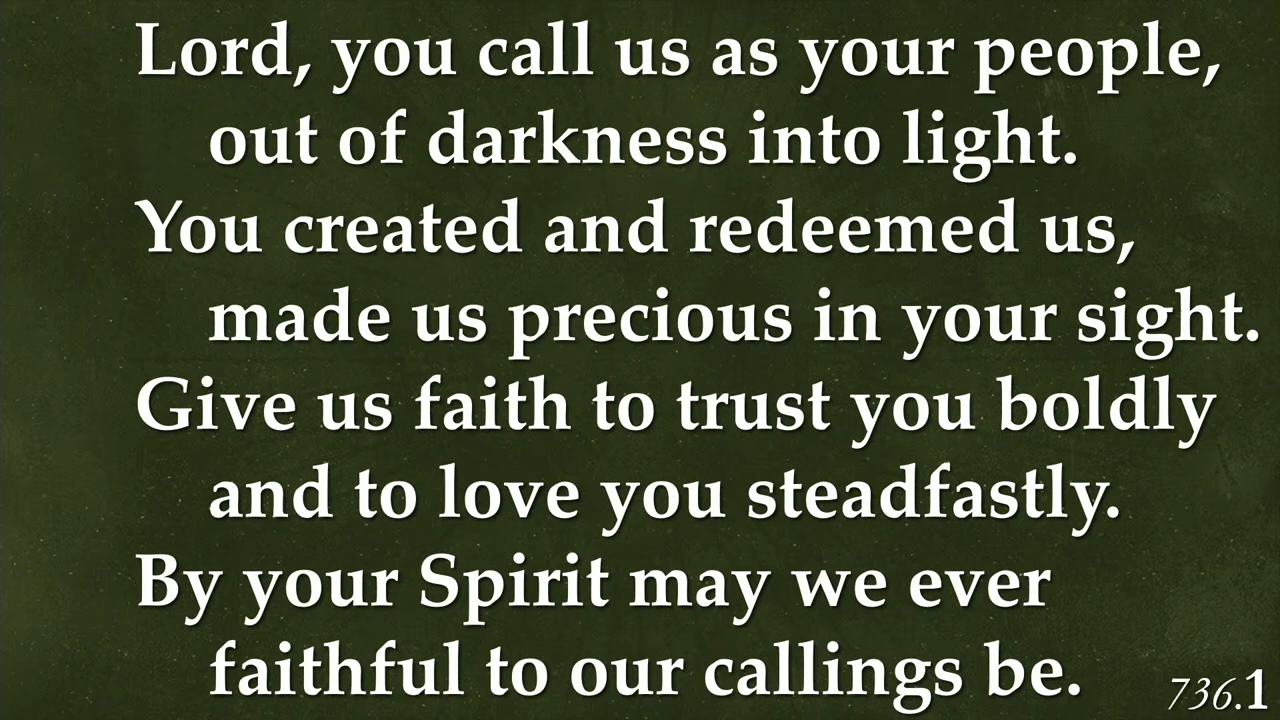 Lord, you call us as your people,
out of darkness into light.
You created and redeemed us,
made us precious in your sight.
Give us faith to trust you boldly
and to love you steadfastly.
By your Spirit may we ever
faithful to our callings be.
736.1